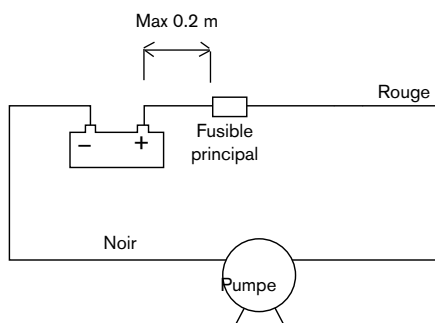 Max 0.2 m
Rouge
– +
Fusible
principal
Noir
Pumpe